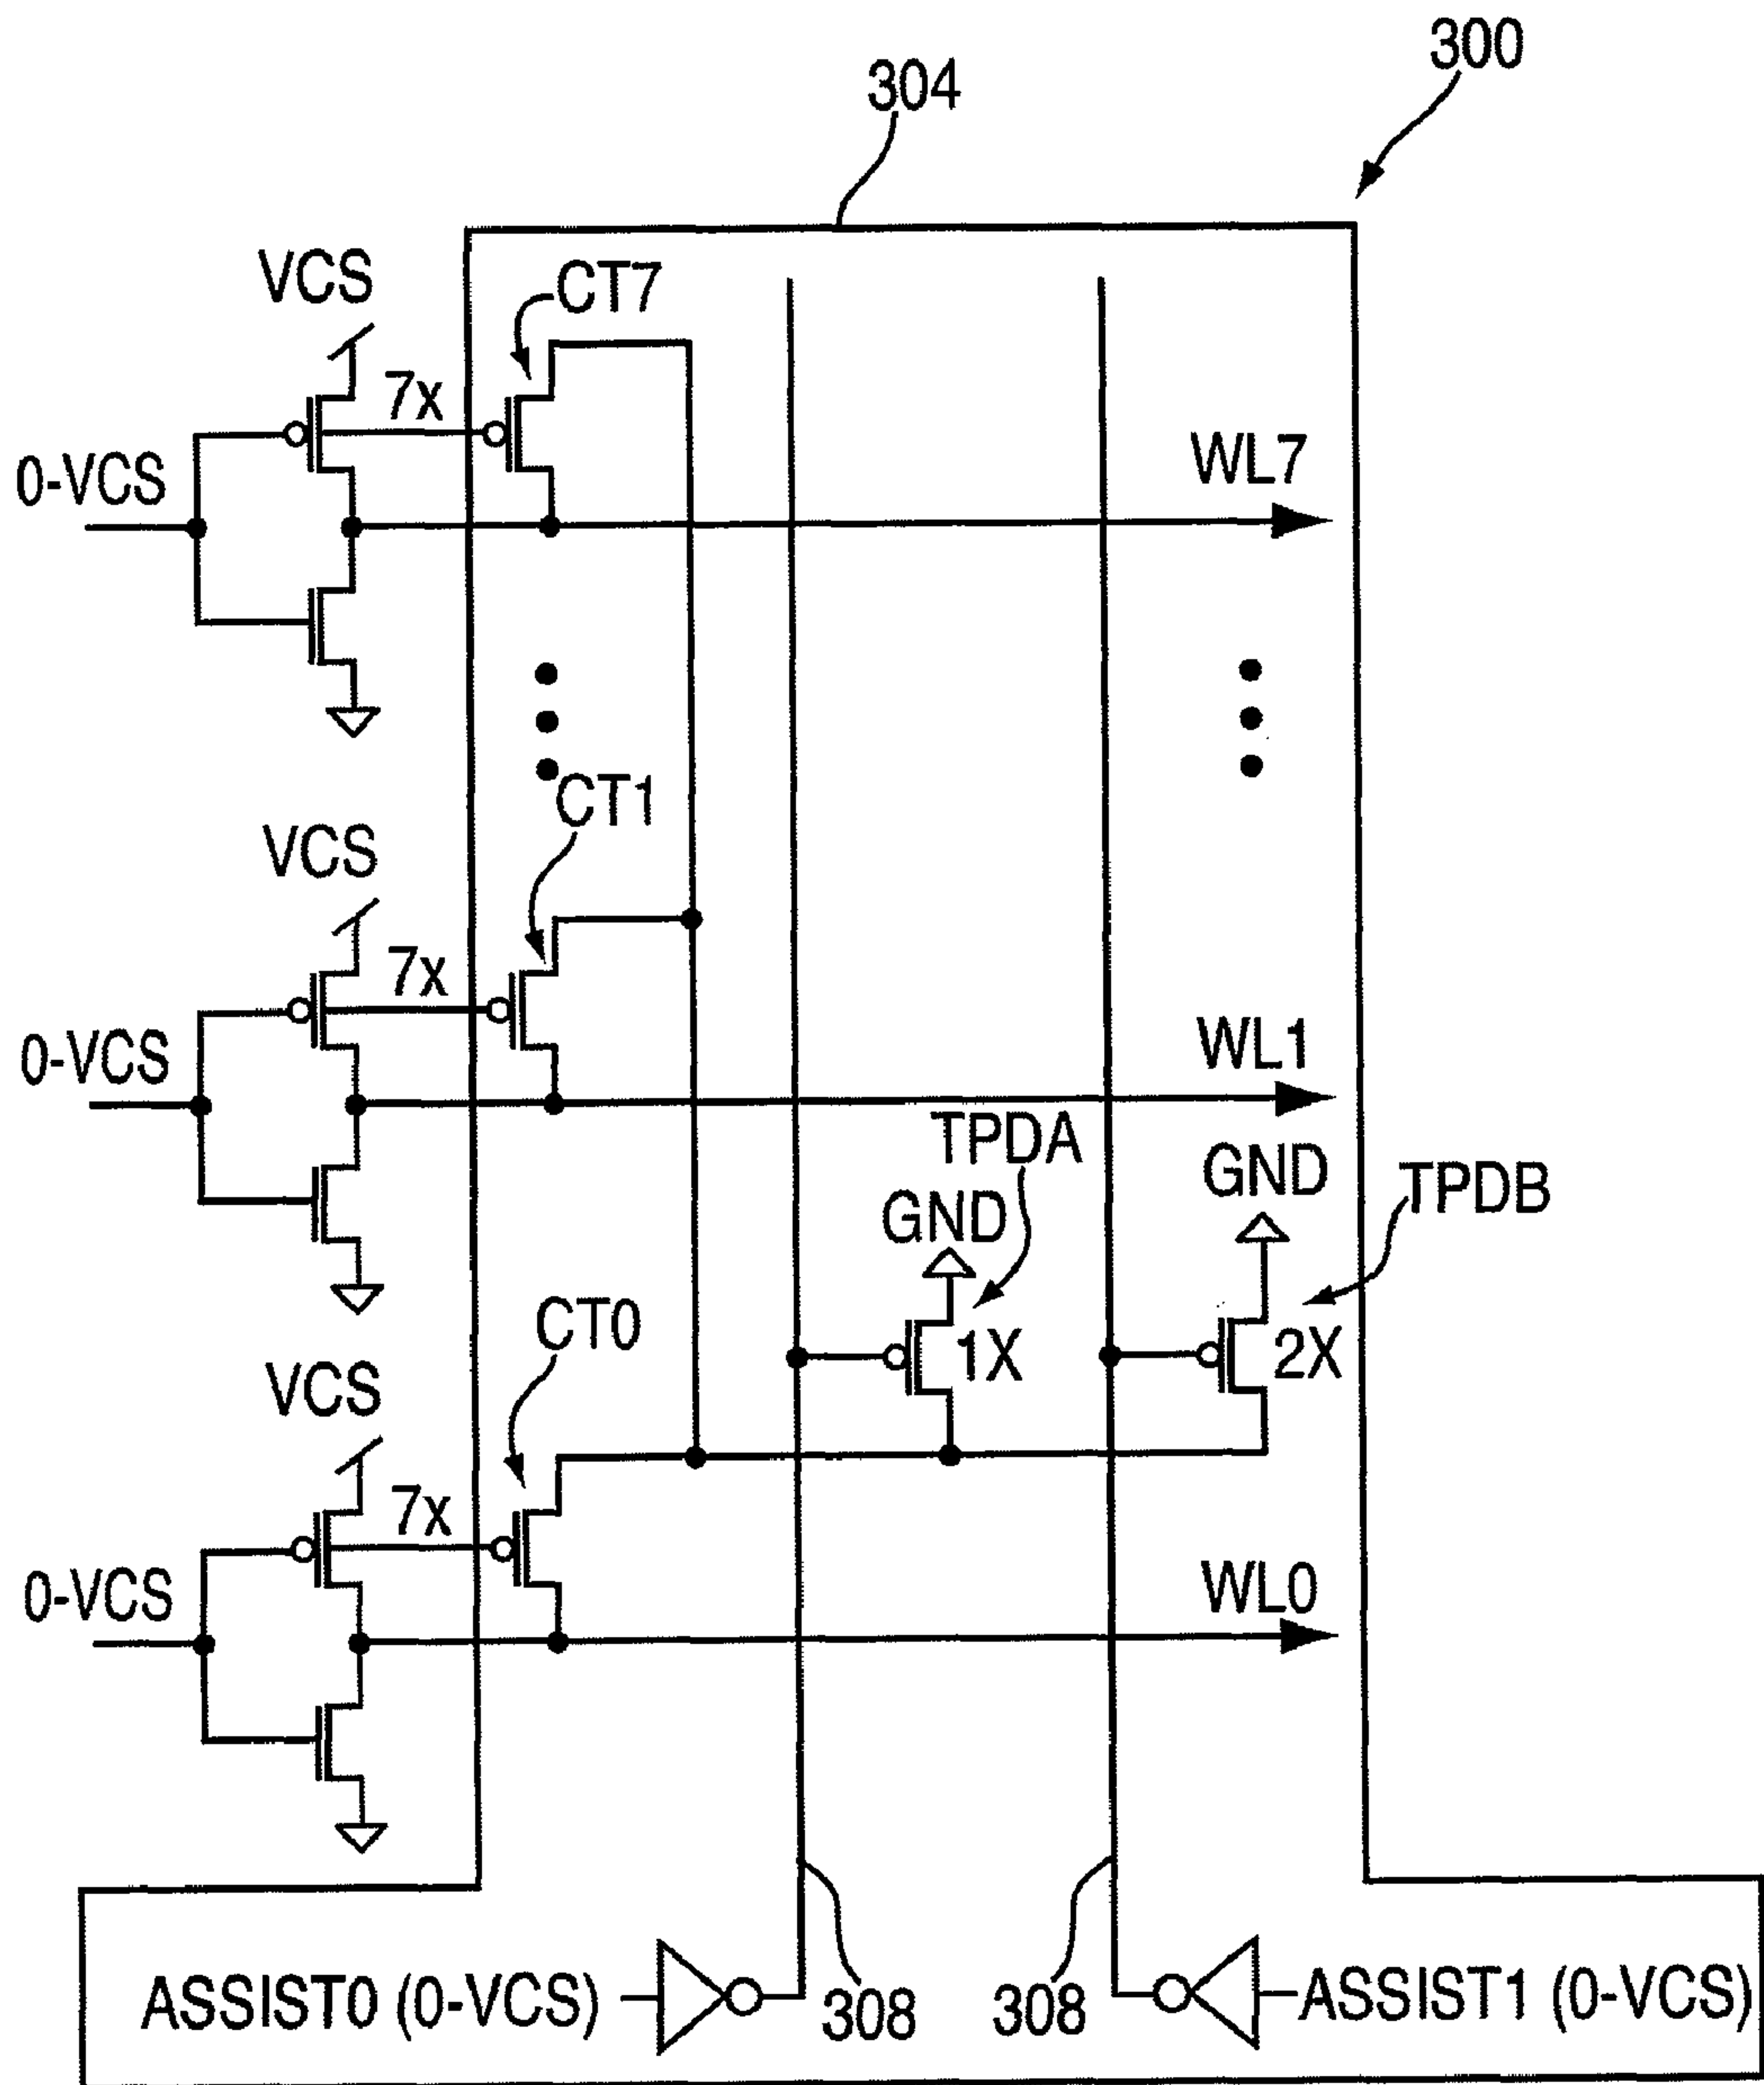 300
304
VCS
CT7
7x
0-VCS
WL7
CT1
VCS
7x
0-VCS
WL1
TPDA
GND
GND
TPDB
CT0
1X
2X
VCS
7x
0-VCS
WL0
ASSIST0 (0-VCS)
308
308
ASSIST1 (0-VCS)